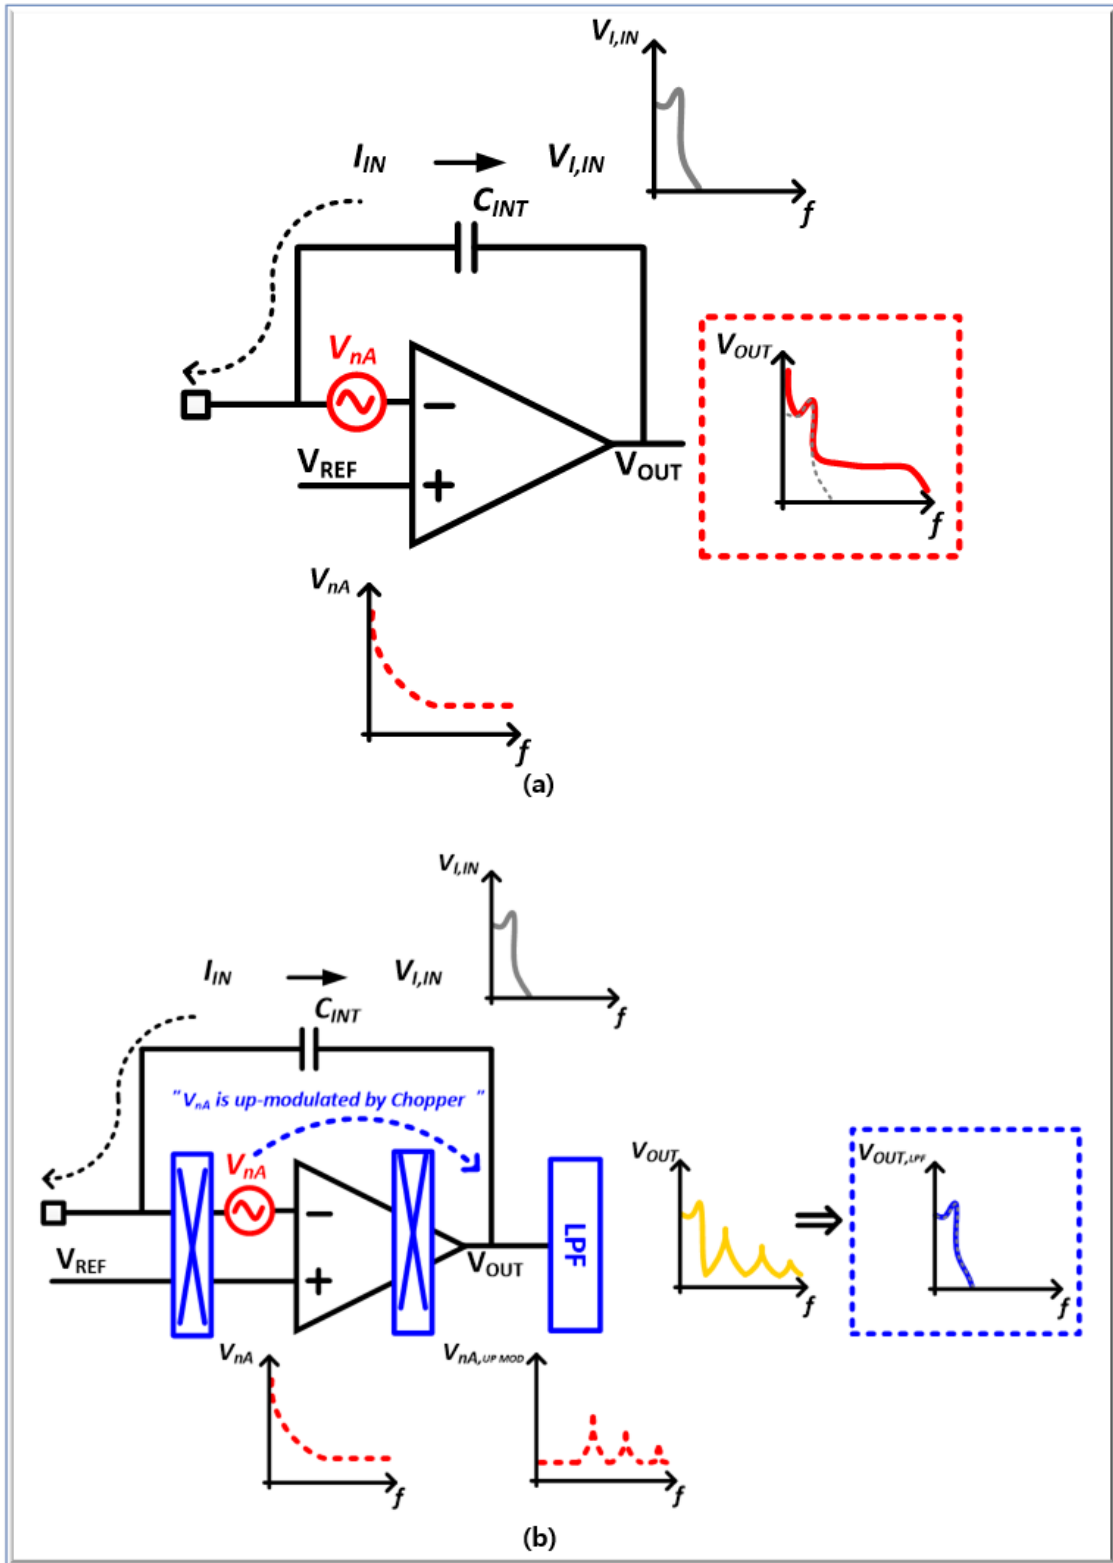 V_I,IN
f
I_IN → V_I,IN
C_INT
V_nA
−
V_REF
+
V_OUT
V_OUT
f
V_nA
f
(a)
V_I,IN
f
I_IN → V_I,IN
C_INT
"V_nA is up-modulated by Chopper "
V_nA
−
V_REF
+
V_OUT
LPF
V_OUT
f
⇒
V_OUT,LPF
f
V_nA
f
V_nA,UP MOD
f
(b)